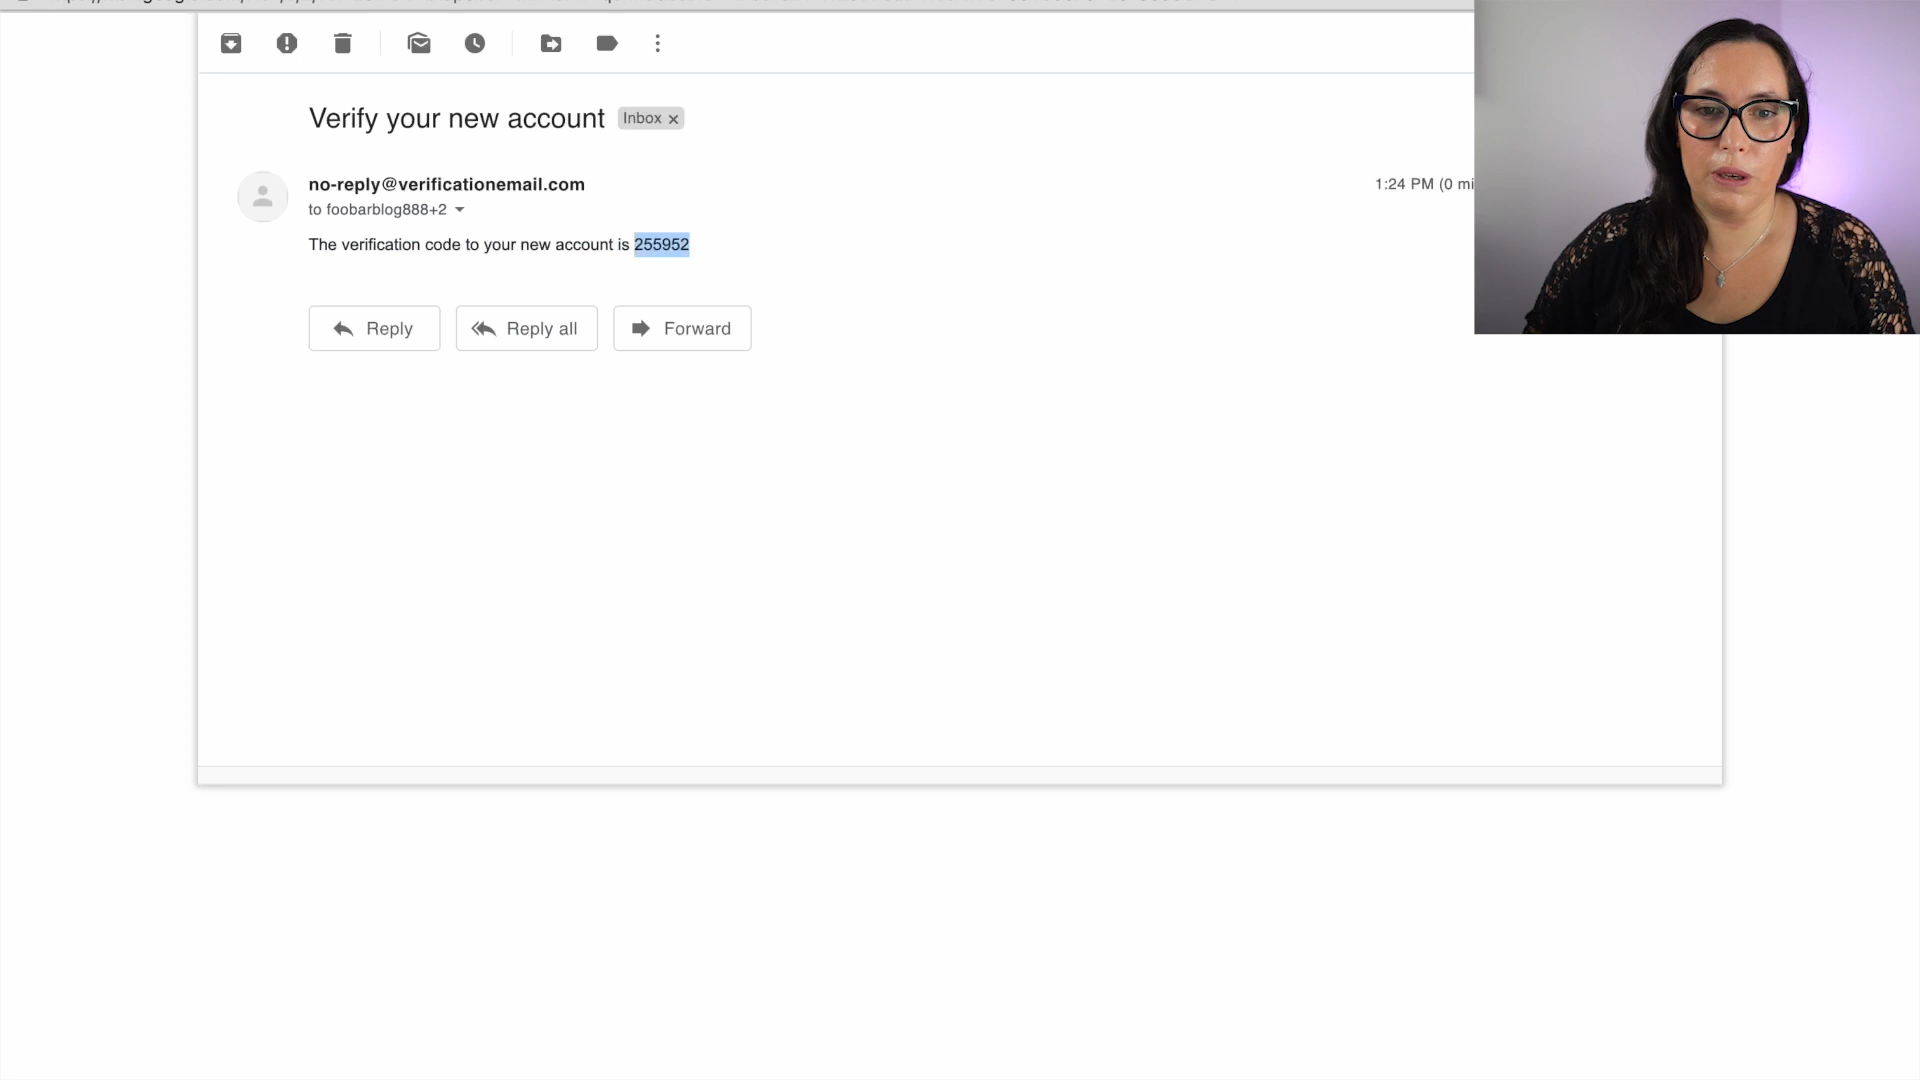 Verify your new account Inbox x
no-reply@verificationemail.com
1:24 PM (0 mi
to foobarblog888+2
The verification code to your new account is 255952
Reply
Reply all
Forward